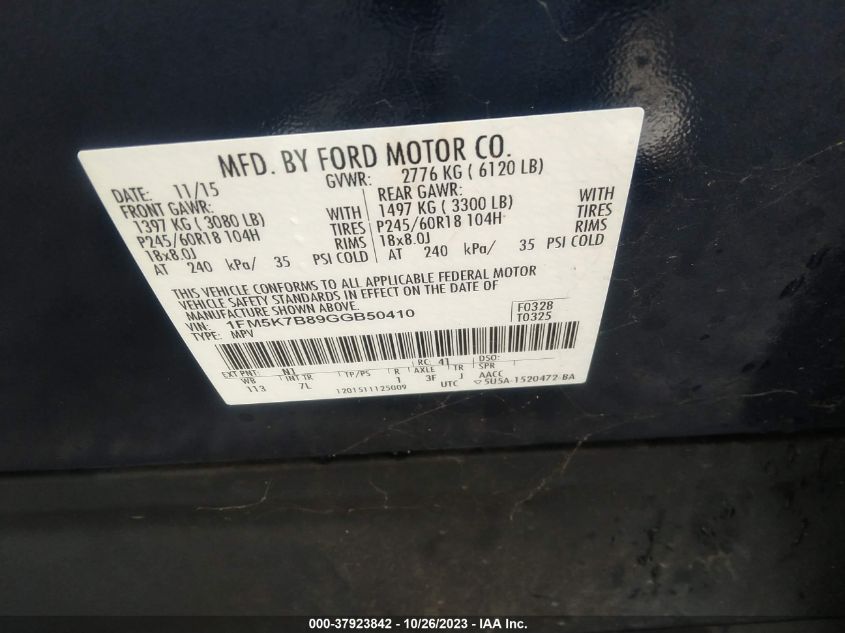 MFD. BY FORD MOTOR CO.
DATE: 11/15 GVWR: 2776 KG ( 6120 LB)
FRONT GAWR: REAR GAWR:
1397 KG ( 3080 LB) WITH 1497 KG ( 3300 LB) WITH
P245/60R18 104H TIRES P245/60R18 104H TIRES
18x8.0J RIMS 18x8.0J RIMS
AT 240 kPa/ 35 PSI COLD AT 240 kPa/ 35 PSI COLD
THIS VEHICLE CONFORMS TO ALL APPLICABLE FEDERAL MOTOR
VEHICLE SAFETY STANDARDS IN EFFECT ON THE DATE OF
MANUFACTURE SHOWN ABOVE.
VIN: 1FM5K7B89GGB50410 F0328
TYPE: MPV T0325
EXT PNT: N1 RC: 41 DSO:
WB INT TR TP/PS R AXLE TR SPR
113 7L 1 3F J AACC
1201511125009 UTC ▽5U5A-1520472-BA
000-37923842 - 10/26/2023 - IAA Inc.